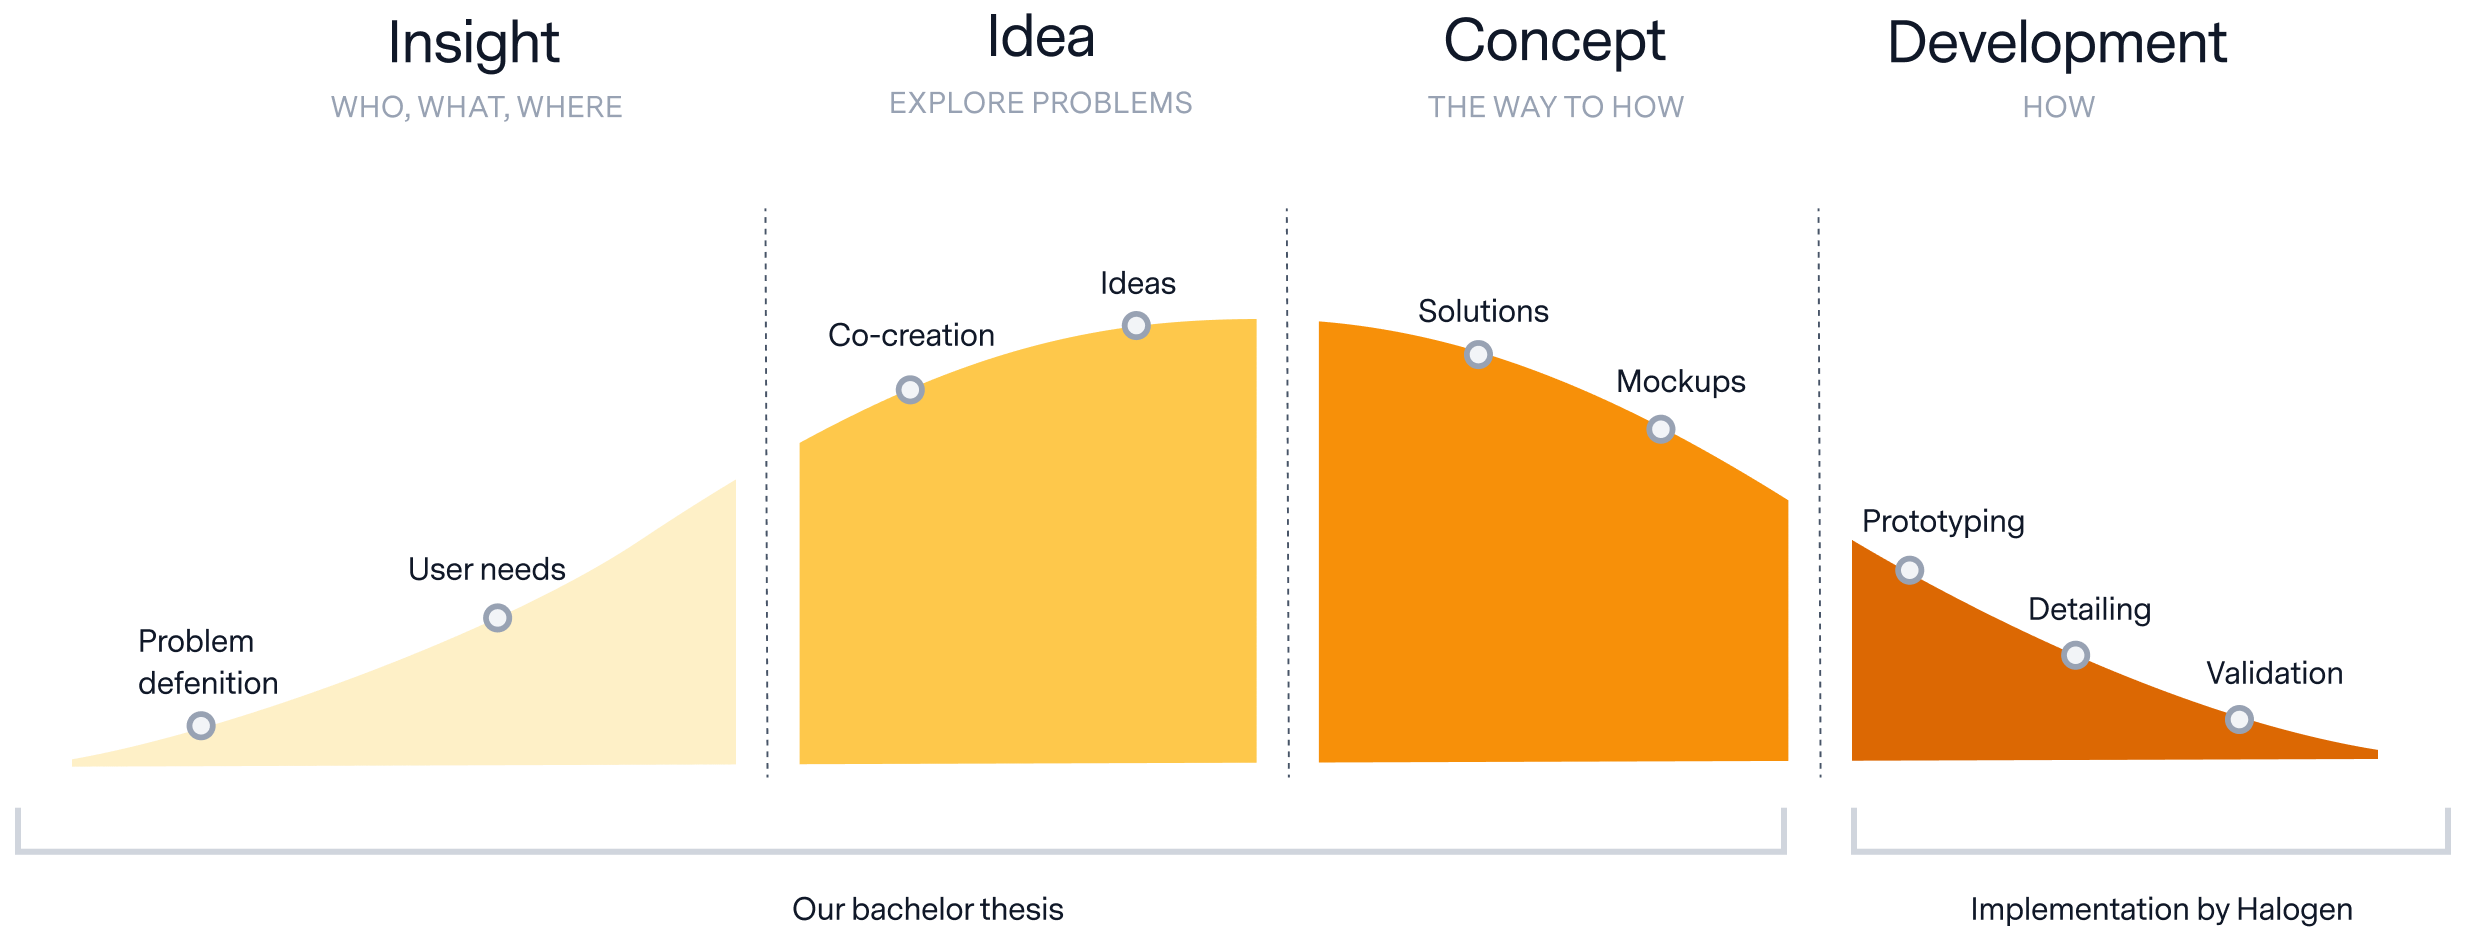 Insight
WHO, WHAT, WHERE
Idea
EXPLORE PROBLEMS
Concept
THE WAY TO HOW
Development
HOW
Problem
defenition
User needs
Co-creation
Ideas
Solutions
Mockups
Prototyping
Detailing
Validation
Our bachelor thesis
Implementation by Halogen